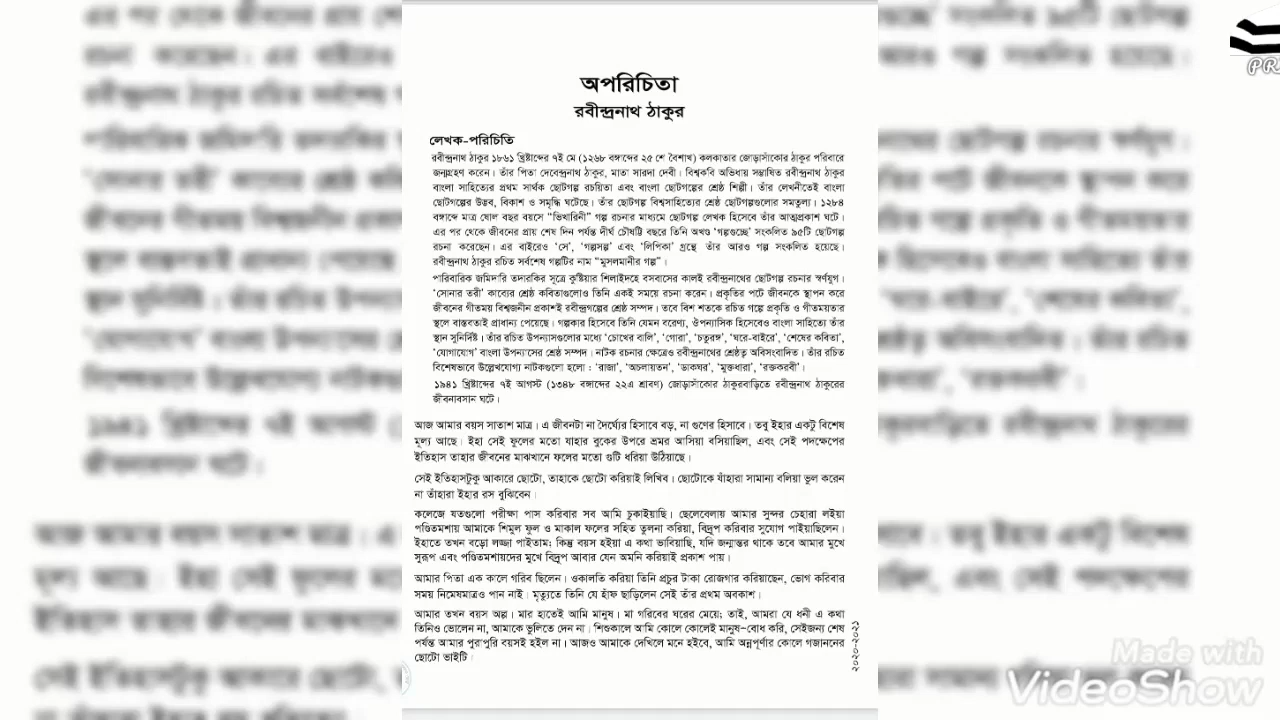 অপরিচিতা
রবীন্দ্রনাথ ঠাকুর
লেখক-পরিচিতি
রবীন্দ্রনাথ ঠাকুর ১৮৬১ খ্রিষ্টাব্দের ৭ই মে (১২৬৮ বঙ্গাব্দের ২৫ শে বৈশাখ) কলকাতার জোড়াসাঁকোর ঠাকুর পরিবারে
জন্মগ্রহণ করেন। তাঁর পিতা দেবেন্দ্রনাথ ঠাকুর, মাতা সারদা দেবী। বিশ্বকবি অভিধায় সম্ভাষিত রবীন্দ্রনাথ ঠাকুর
বাংলা সাহিত্যের প্রথম সার্থক ছোটগল্প রচয়িতা এবং বাংলা ছোটগল্পের শ্রেষ্ঠ শিল্পী। তাঁর লেখনীতেই বাংলা
ছোটগল্পের উদ্ভব, বিকাশ ও সমৃদ্ধি ঘটেছে। তাঁর ছোটগল্প বিশ্বসাহিত্যের শ্রেষ্ঠ ছোটগল্পগুলোর সমতুল্য। ১২৮৪
বঙ্গাব্দে মাত্র ষোল বছর বয়সে “ভিখারিনী” গল্প রচনার মাধ্যমে ছোটগল্প লেখক হিসেবে তাঁর আত্মপ্রকাশ ঘটে।
এর পর থেকে জীবনের প্রায় শেষ দিন পর্যন্ত দীর্ঘ চৌষট্টি বছরে তিনি অখণ্ড ‘গল্পগুচ্ছে’ সংকলিত ৯৫টি ছোটগল্প
রচনা করেছেন। এর বাইরেও ‘সে’, ‘গল্পসল্প’ এবং ‘লিপিকা’ গ্রন্থে তাঁর আরও গল্প সংকলিত হয়েছে।
রবীন্দ্রনাথ ঠাকুর রচিত সর্বশেষ গল্পটির নাম “মুসলমানীর গল্প”।
পারিবারিক জমিদারি তদারকির সূত্রে কুষ্টিয়ার শিলাইদহে বসবাসের কালই রবীন্দ্রনাথের ছোটগল্প রচনার স্বর্ণযুগ।
‘সোনার তরী’ কাব্যের শ্রেষ্ঠ কবিতাগুলোও তিনি একই সময়ে রচনা করেন। প্রকৃতির পটে জীবনকে স্থাপন করে
জীবনের গীতময় বিশ্বজনীন প্রকাশই রবীন্দ্রগল্পের শ্রেষ্ঠ সম্পদ। তবে বিশ শতকে রচিত গল্পে প্রকৃতি ও গীতময়তার
স্থলে বাস্তবতাই প্রাধান্য পেয়েছে। গল্পকার হিসেবে তিনি যেমন বরেণ্য, ঔপন্যাসিক হিসেবেও বাংলা সাহিত্যে তাঁর
স্থান সুনির্দিষ্ট। তাঁর রচিত উপন্যাসগুলোর মধ্যে ‘চোখের বালি’, ‘গোরা’, ‘চতুরঙ্গ’, ‘ঘরে-বাইরে’, ‘শেষের কবিতা’,
‘যোগাযোগ’ বাংলা উপন্যাসের শ্রেষ্ঠ সম্পদ। নাটক রচনার ক্ষেত্রেও রবীন্দ্রনাথের শ্রেষ্ঠত্ব অবিসংবাদিত। তাঁর রচিত
বিশেষভাবে উল্লেখযোগ্য নাটকগুলো হলো : ‘রাজা’, ‘অচলায়তন’, ‘ডাকঘর’, ‘মুক্তধারা’, ‘রক্তকরবী’।
১৯৪১ খ্রিষ্টাব্দের ৭ই আগস্ট (১৩৪৮ বঙ্গাব্দের ২২এ শ্রাবণ) জোড়াসাঁকোর ঠাকুরবাড়িতে রবীন্দ্রনাথ ঠাকুরের
জীবনাবসান ঘটে।
আজ আমার বয়স সাতাশ মাত্র। এ জীবনটা না দৈর্ঘ্যের হিসাবে বড়, না গুণের হিসাবে। তবু ইহার একটু বিশেষ
মূল্য আছে। ইহা সেই ফুলের মতো যাহার বুকের উপরে ভ্রমর আসিয়া বসিয়াছিল, এবং সেই পদক্ষেপের
ইতিহাস তাহার জীবনের মাঝখানে ফলের মতো গুটি ধরিয়া উঠিয়াছে।
সেই ইতিহাসটুকু আকারে ছোটো, তাহাকে ছোটো করিয়াই লিখিব। ছোটোকে যাঁহারা সামান্য বলিয়া ভুল করেন
না তাঁহারা ইহার রস বুঝিবেন।
কলেজে যতগুলো পরীক্ষা পাস করিবার সব আমি চুকাইয়াছি। ছেলেবেলায় আমার সুন্দর চেহারা লইয়া
পণ্ডিতমশায় আমাকে শিমুল ফুল ও মাকাল ফলের সহিত তুলনা করিয়া, বিদ্রুপ করিবার সুযোগ পাইয়াছিলেন।
ইহাতে তখন বড়ো লজ্জা পাইতাম; কিন্তু বয়স হইয়া এ কথা ভাবিয়াছি, যদি জন্মান্তর থাকে তবে আমার মুখে
সুরূপ এবং পণ্ডিতমশায়দের মুখে বিদ্রুপ আবার যেন অমনি করিয়াই প্রকাশ পায়।
আমার পিতা এক কালে গরিব ছিলেন। ওকালতি করিয়া তিনি প্রচুর টাকা রোজগার করিয়াছেন, ভোগ করিবার
সময় নিমেষমাত্রও পান নাই। মৃত্যুতে তিনি যে হাঁফ ছাড়িলেন সেই তাঁর প্রথম অবকাশ।
আমার তখন বয়স অল্প। মার হাতেই আমি মানুষ। মা গরিবের ঘরের মেয়ে; তাই, আমরা যে ধনী এ কথা
তিনিও ভোলেন না, আমাকে ভুলিতে দেন না। শিশুকালে আমি কোলে কোলেই মানুষ-বোধ করি, সেইজন্য শেষ
পর্যন্ত আমার পুরাপুরি বয়সই হইল না। আজও আমাকে দেখিলে মনে হইবে, আমি অন্নপূর্ণার কোলে গজাননের
ছোটো ভাইটি।
২০২০-২০২১
Made with
VideoShow
PR